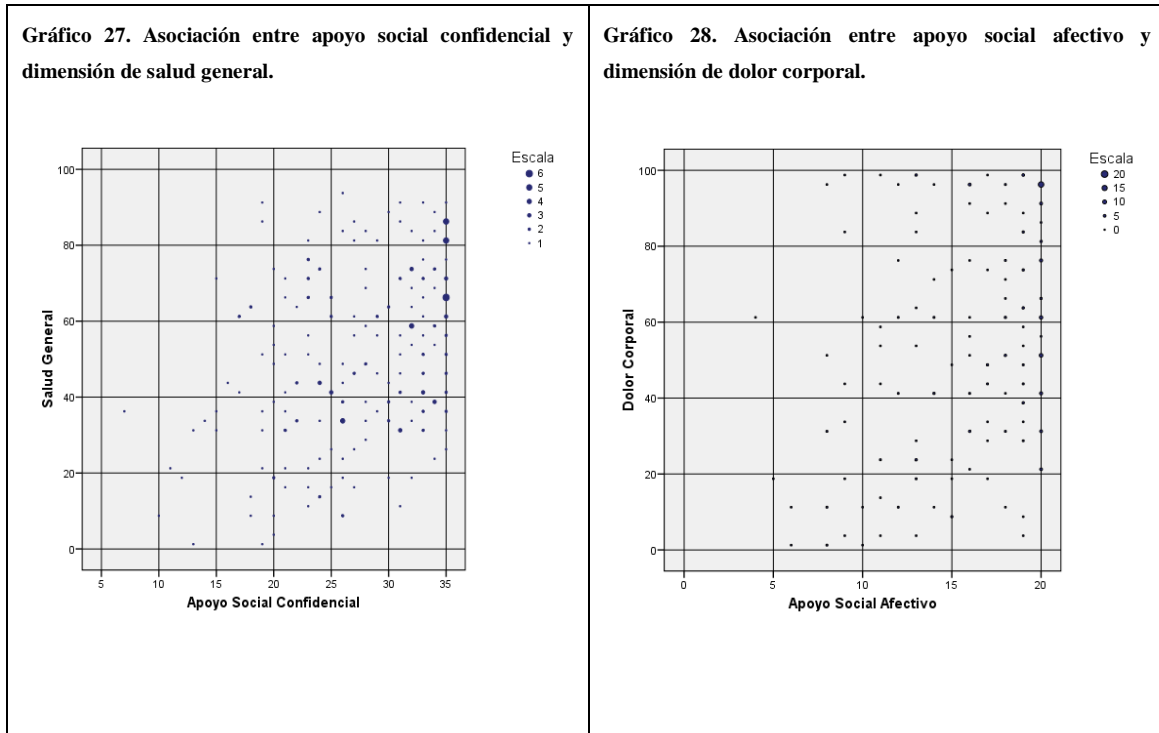 Gráfico 27. Asociación entre apoyo social confidencial y
dimensión de salud general.
Escala
6
5
4
3
2
1
100
80
60
40
20
0
Salud General
5 10 15 20 25 30 35
Apoyo Social Confidencial
Gráfico 28. Asociación entre apoyo social afectivo y
dimensión de dolor corporal.
Escala
20
15
10
5
0
100
80
60
40
20
0
Dolor Corporal
0 5 10 15 20
Apoyo Social Afectivo